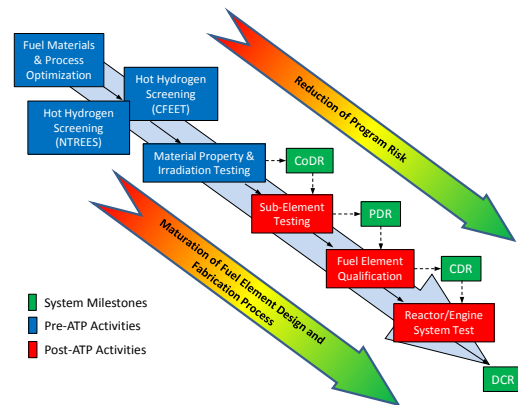 Fuel Materials
& Process
Optimization
Hot Hydrogen
Screening
(CFEET)
Hot Hydrogen
Screening
(NTREES)
Reduction of Program Risk
Material Property &
Irradiation Testing
CoDR
Sub-Element
Testing
PDR
Fuel Element
Qualification
CDR
Maturation of Fuel Element Design and
Fabrication Process
Reactor/Engine
System Test
DCR
System Milestones
Pre-ATP Activities
Post-ATP Activities